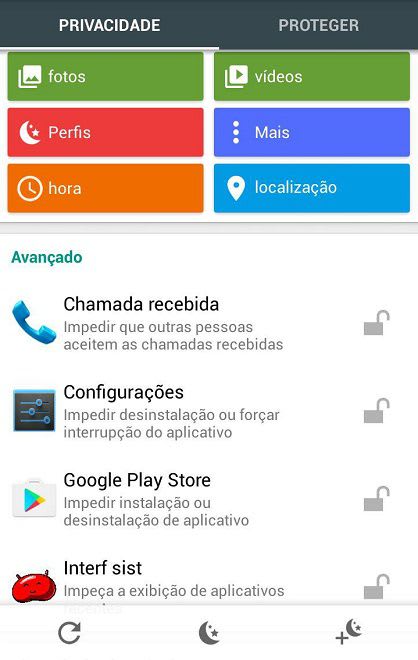 PRIVACIDADE PROTEGER
fotos vídeos
Perfis Mais
hora localização
Avançado
Chamada recebida
Impedir que outras pessoas
aceitem as chamadas recebidas
Configurações
Impedir desinstalação ou forçar
interrupção do aplicativo
Google Play Store
Impedir instalação ou
desinstalação de aplicativo
Interf sist
Impeça a exibição de aplicativos
recentes